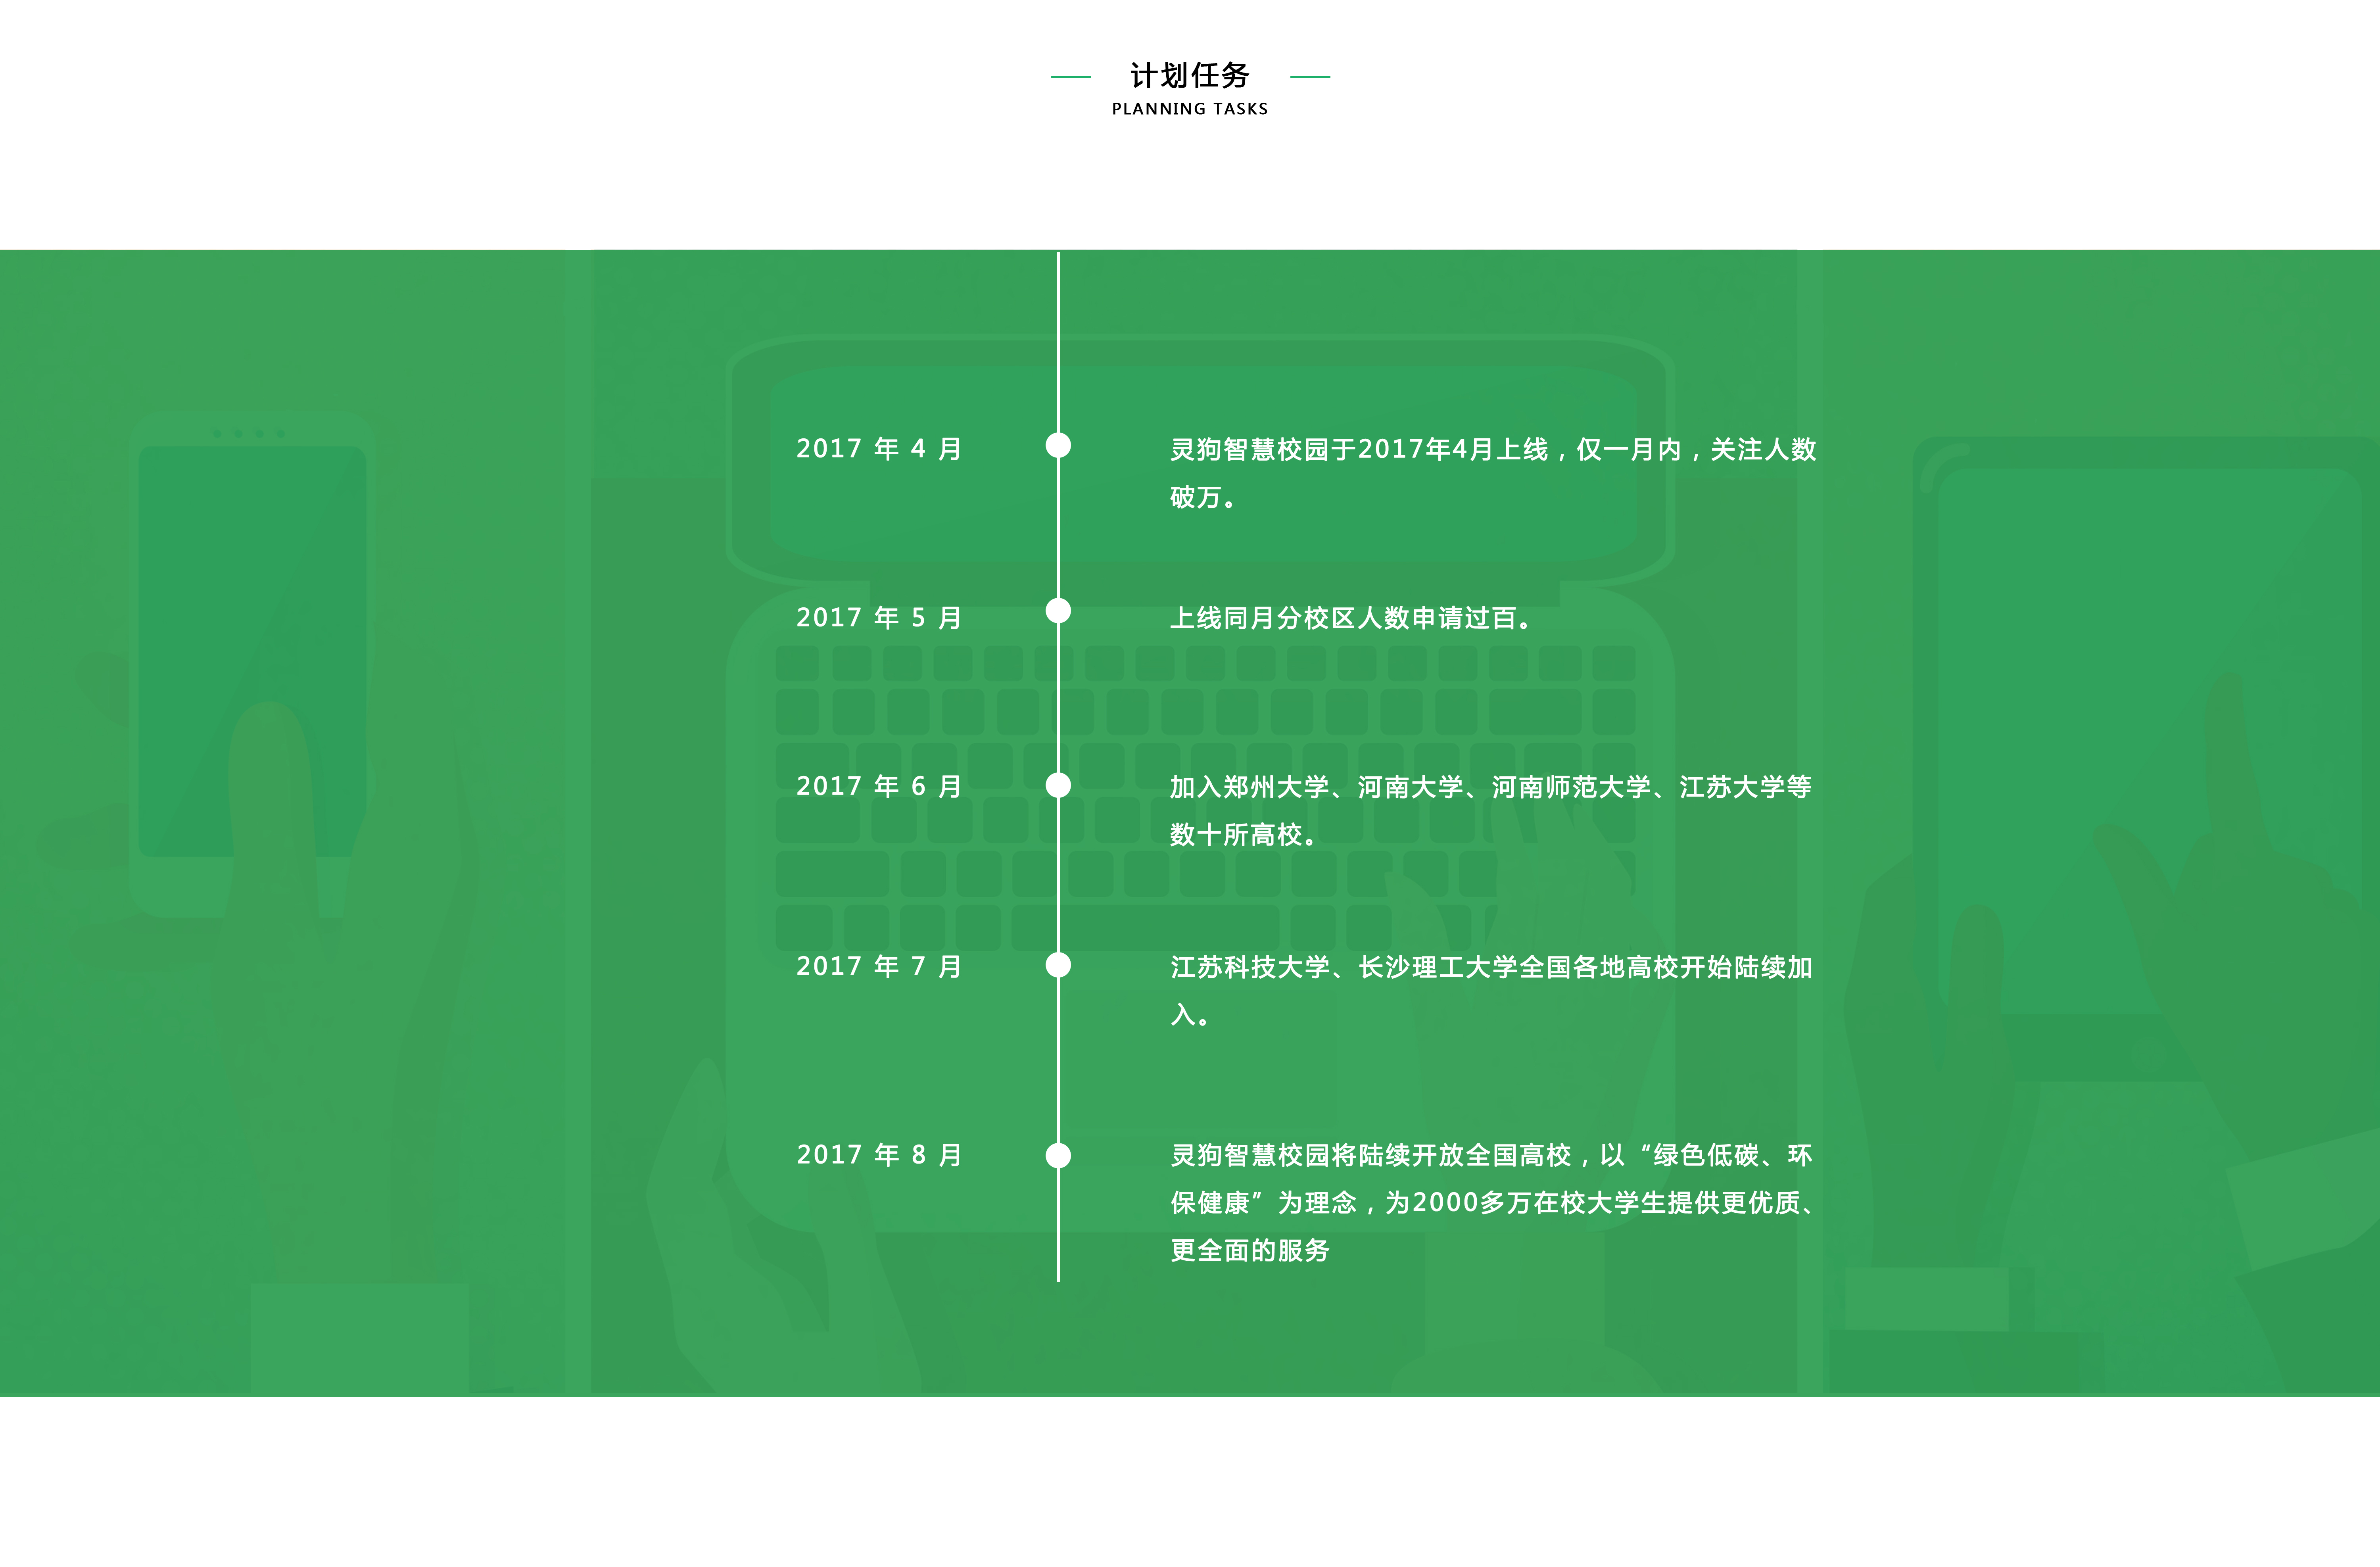 计划任务
PLANNING TASKS
2017 年 4 月
灵狗智慧校园于2017年4月上线，仅一月内，关注人数
破万。
2017 年 5 月
上线同月分校区人数申请过百。
2017 年 6 月
加入郑州大学、河南大学、河南师范大学、江苏大学等
数十所高校。
2017 年 7 月
江苏科技大学、长沙理工大学全国各地高校开始陆续加
入。
2017 年 8 月
灵狗智慧校园将陆续开放全国高校，以“绿色低碳、环
保健康”为理念，为2000多万在校大学生提供更优质、
更全面的服务